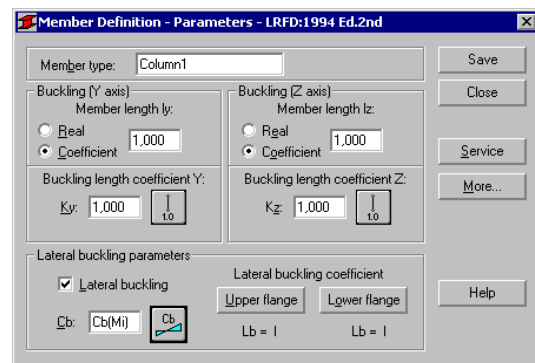 Member Definition - Parameters - LRFD:1994 Ed.2nd
Member type: Column1
Save
Close
Buckling (Y axis)
Member length ly:
Real
Coefficient
1,000
Buckling (Z axis)
Member length lz:
Real
Coefficient
1,000
Service
More...
Buckling length coefficient Y:
Ky: 1,000
1.0
Buckling length coefficient Z:
Kz: 1,000
1.0
Lateral buckling parameters
Lateral buckling
Cb: Cb(Mi)
Cb
Lateral buckling coefficient
Upper flange
Lower flange
Lb = l
Lb = l
Help